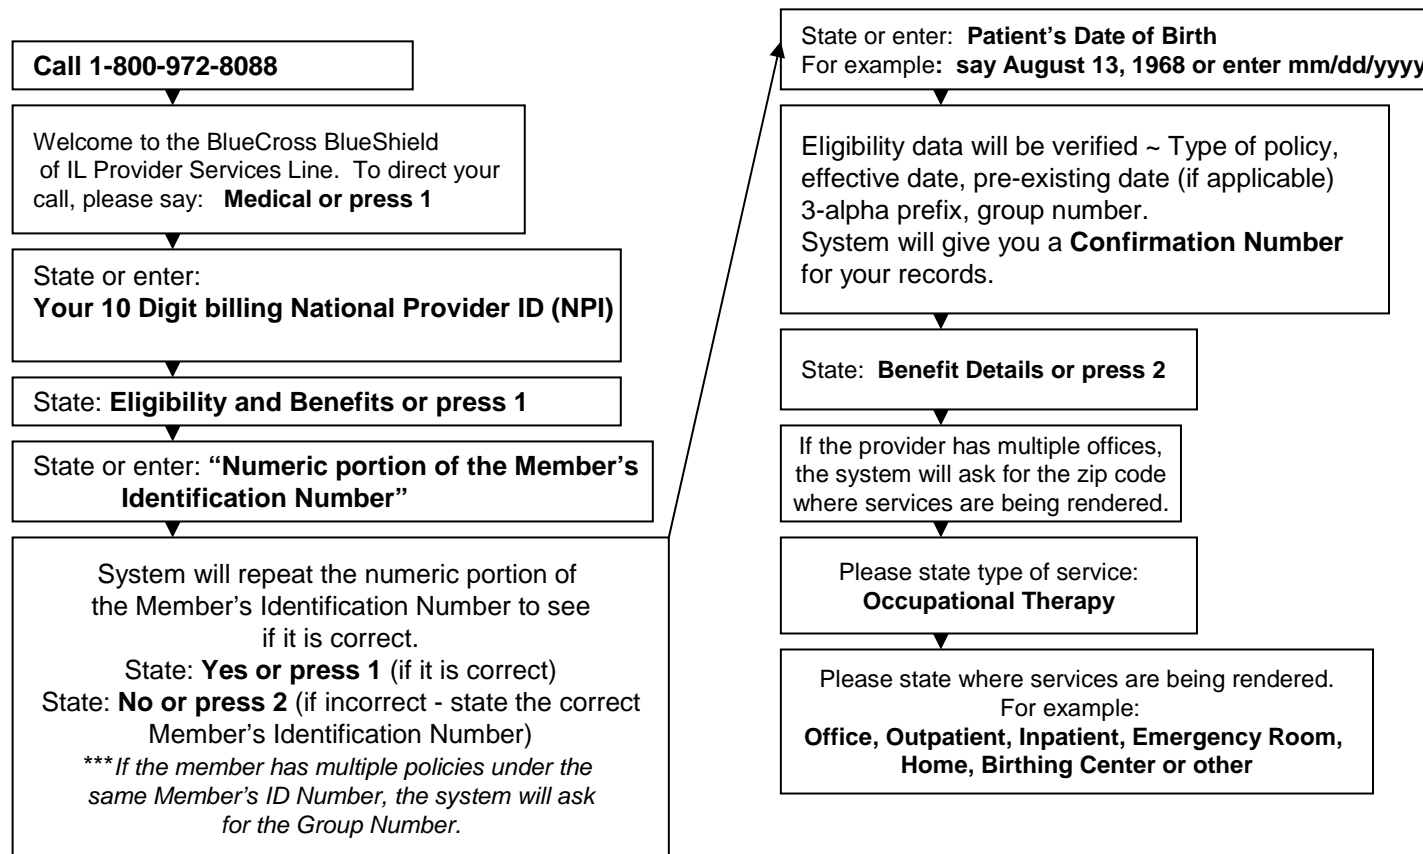 Call 1-800-972-8088
Welcome to the BlueCross BlueShield
of IL Provider Services Line. To direct your
call, please say: Medical or press 1
State or enter:
Your 10 Digit billing National Provider ID (NPI)
State: Eligibility and Benefits or press 1
State or enter: “Numeric portion of the Member’s
Identification Number”
System will repeat the numeric portion of
the Member’s Identification Number to see
if it is correct.
State: Yes or press 1 (if it is correct)
State: No or press 2 (if incorrect - state the correct
Member’s Identification Number)
***If the member has multiple policies under the
same Member’s ID Number, the system will ask
for the Group Number.
State or enter: Patient’s Date of Birth
For example: say August 13, 1968 or enter mm/dd/yyyy
Eligibility data will be verified ~ Type of policy,
effective date, pre-existing date (if applicable)
3-alpha prefix, group number.
System will give you a Confirmation Number
for your records.
State: Benefit Details or press 2
If the provider has multiple offices,
the system will ask for the zip code
where services are being rendered.
Please state type of service:
Occupational Therapy
Please state where services are being rendered.
For example:
Office, Outpatient, Inpatient, Emergency Room,
Home, Birthing Center or other